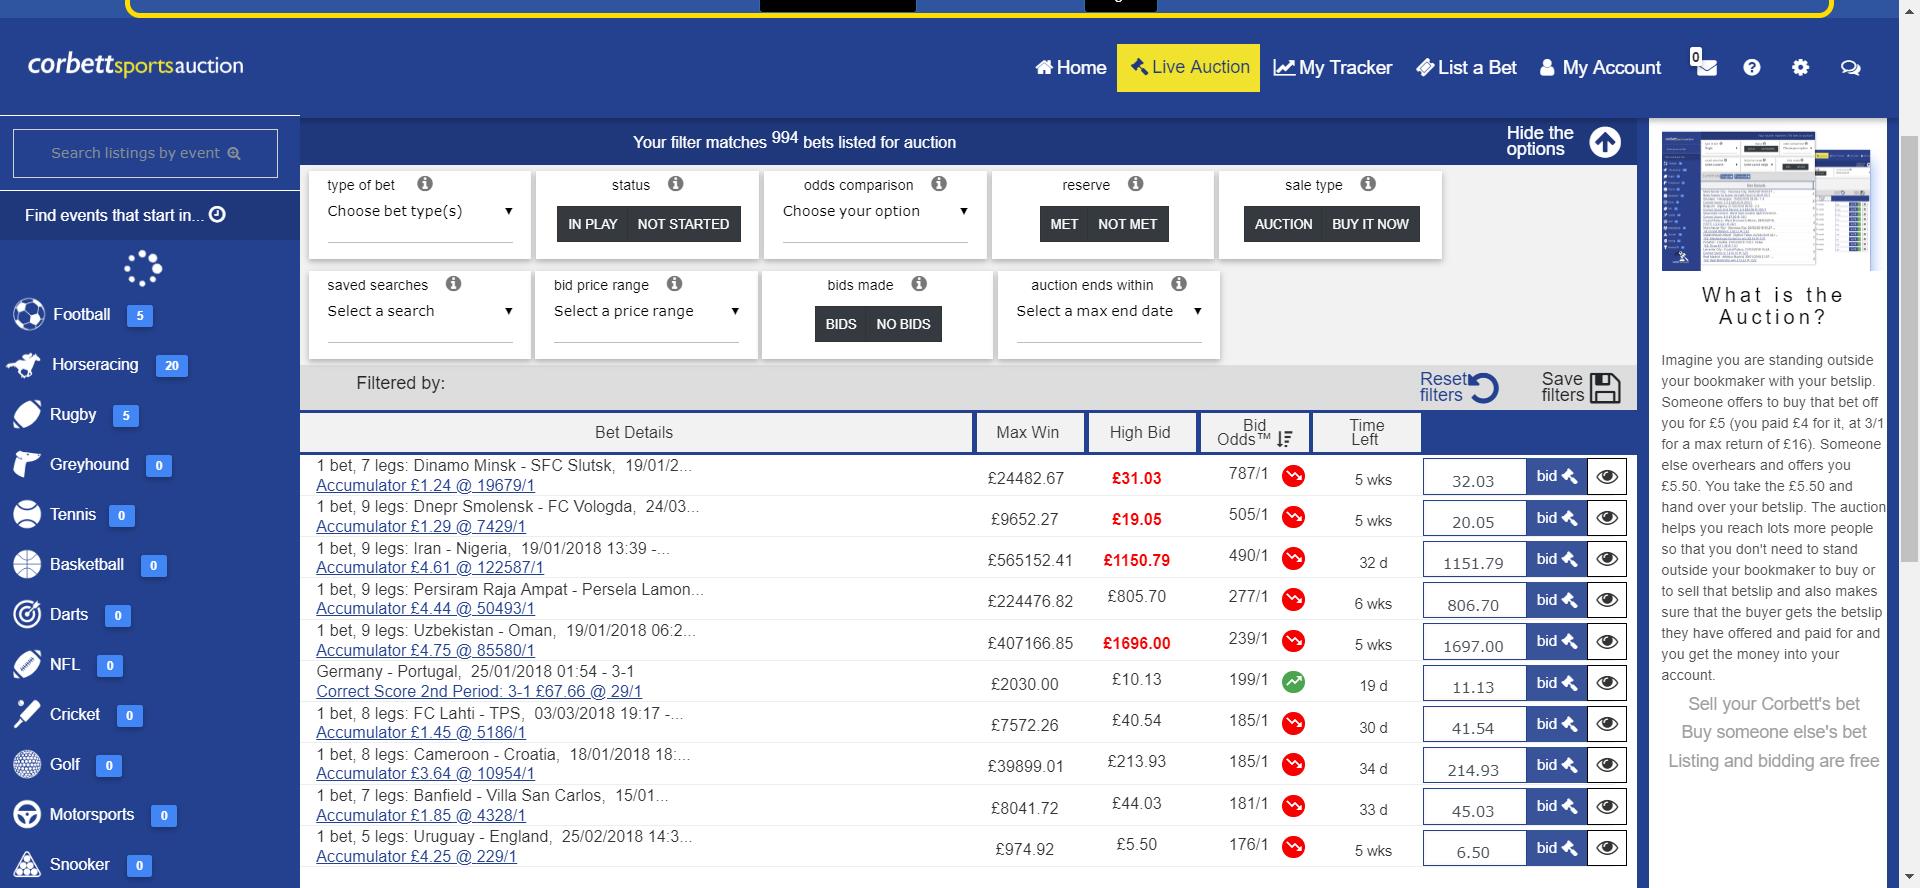 corbettsportsauction
Home
Live Auction
My Tracker
List a Bet
My Account
0
Search listings by event
Find events that start in...
Football 5
Horseracing 20
Rugby 5
Greyhound 0
Tennis 0
Basketball 0
Darts 0
NFL 0
Cricket 0
Golf 0
Motorsports 0
Snooker 0
Your filter matches 994 bets listed for auction
Hide the
options
type of bet
Choose bet type(s)
status
IN PLAY NOT STARTED
odds comparison
Choose your option
reserve
MET NOT MET
sale type
AUCTION BUY IT NOW
saved searches
Select a search
bid price range
Select a price range
bids made
BIDS NO BIDS
auction ends within
Select a max end date
Filtered by:
Reset
filters
Save
filters
Bet Details
Max Win
High Bid
Bid
Odds™
Time
Left
1 bet, 7 legs: Dinamo Minsk - SFC Slutsk, 19/01/2...
Accumulator £1.24 @ 19679/1
£24482.67 £31.03 787/1 5 wks 32.03 bid
1 bet, 9 legs: Dnepr Smolensk - FC Vologda, 24/03...
Accumulator £1.29 @ 7429/1
£9652.27 £19.05 505/1 5 wks 20.05 bid
1 bet, 9 legs: Iran - Nigeria, 19/01/2018 13:39 -...
Accumulator £4.61 @ 122587/1
£565152.41 £1150.79 490/1 32 d 1151.79 bid
1 bet, 9 legs: Persiram Raja Ampat - Persela Lamon...
Accumulator £4.44 @ 50493/1
£224476.82 £805.70 277/1 6 wks 806.70 bid
1 bet, 9 legs: Uzbekistan - Oman, 19/01/2018 06:2...
Accumulator £4.75 @ 85580/1
£407166.85 £1696.00 239/1 5 wks 1697.00 bid
Germany - Portugal, 25/01/2018 01:54 - 3-1
Correct Score 2nd Period: 3-1 £67.66 @ 29/1
£2030.00 £10.13 199/1 19 d 11.13 bid
1 bet, 8 legs: FC Lahti - TPS, 03/03/2018 19:17 -...
Accumulator £1.45 @ 5186/1
£7572.26 £40.54 185/1 30 d 41.54 bid
1 bet, 8 legs: Cameroon - Croatia, 18/01/2018 18:...
Accumulator £3.64 @ 10954/1
£39899.01 £213.93 185/1 34 d 214.93 bid
1 bet, 7 legs: Banfield - Villa San Carlos, 15/01...
Accumulator £1.85 @ 4328/1
£8041.72 £44.03 181/1 33 d 45.03 bid
1 bet, 5 legs: Uruguay - England, 25/02/2018 14:3...
Accumulator £4.25 @ 229/1
£974.92 £5.50 176/1 5 wks 6.50 bid
What is the
Auction?
Imagine you are standing outside
your bookmaker with your betslip.
Someone offers to buy that bet off
you for £5 (you paid £4 for it, at 3/1
for a max return of £16). Someone
else overhears and offers you
£5.50. You take the £5.50 and
hand over your betslip. The auction
helps you reach lots more people
so that you don't need to stand
outside your bookmaker to buy or
to sell that betslip and also makes
sure that the buyer gets the betslip
they have offered and paid for and
you get the money into your
account.
Sell your Corbett's bet
Buy someone else's bet
Listing and bidding are free